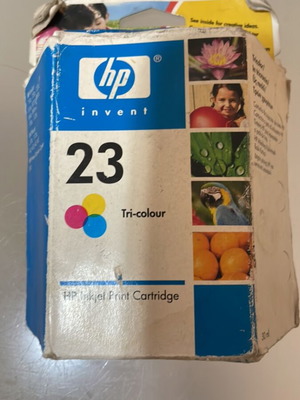 See inside for creative ideas.
hp
®
invent
23
Tri-colour
HP Inkjet Print Cartridge